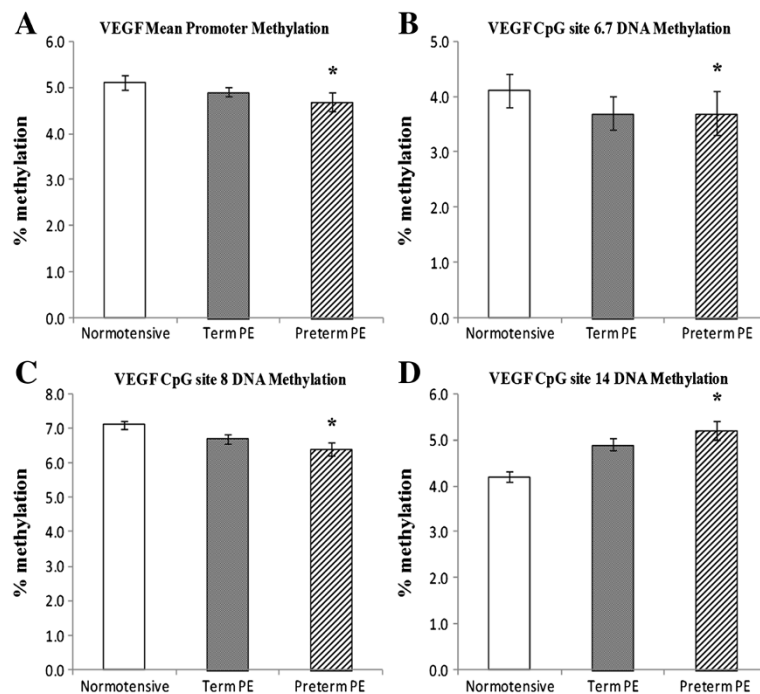 A
VEGF Mean Promoter Methylation
% methylation
6.0
5.0
4.0
3.0
2.0
1.0
0.0
*
Normotensive Term PE Preterm PE
B
VEGF CpG site 6.7 DNA Methylation
% methylation
5.0
4.0
3.0
2.0
1.0
0.0
*
Normotensive Term PE Preterm PE
C
VEGF CpG site 8 DNA Methylation
% methylation
8.0
7.0
6.0
5.0
4.0
3.0
2.0
1.0
0.0
*
Normotensive Term PE Preterm PE
D
VEGF CpG site 14 DNA Methylation
% methylation
6.0
5.0
4.0
3.0
2.0
1.0
0.0
*
Normotensive Term PE Preterm PE